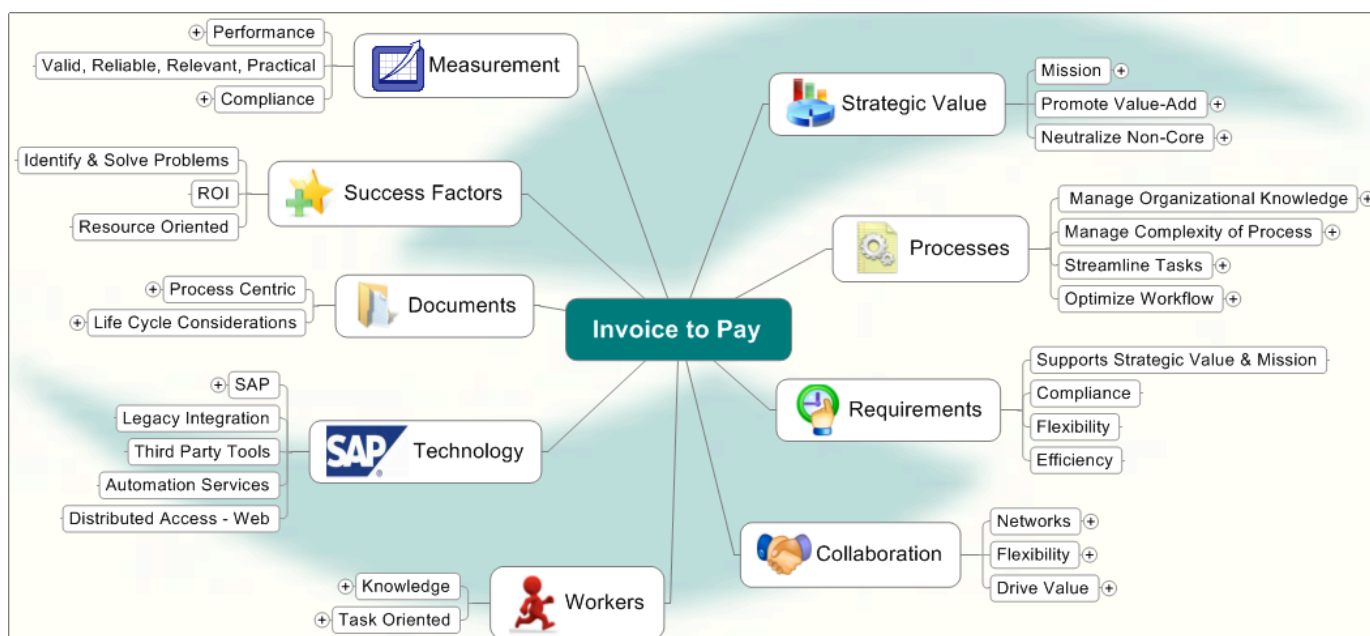 Invoice to Pay
Measurement
Performance
Valid, Reliable, Relevant, Practical
Compliance
Success Factors
Identify & Solve Problems
ROI
Resource Oriented
Documents
Process Centric
Life Cycle Considerations
SAP
Technology
SAP
Legacy Integration
Third Party Tools
Automation Services
Distributed Access - Web
Workers
Knowledge
Task Oriented
Strategic Value
Mission
Promote Value-Add
Neutralize Non-Core
Processes
Manage Organizational Knowledge
Manage Complexity of Process
Streamline Tasks
Optimize Workflow
Requirements
Supports Strategic Value & Mission
Compliance
Flexibility
Efficiency
Collaboration
Networks
Flexibility
Drive Value